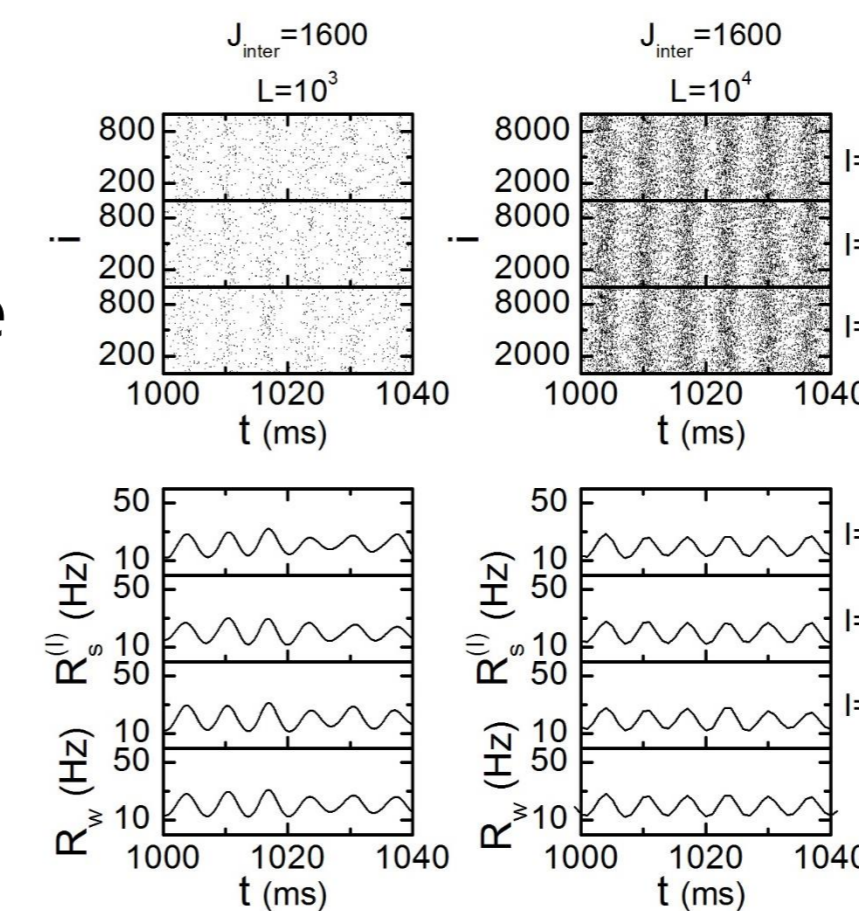 J_inter=1600 J_inter=1600
L=10^3 L=10^4
800 8000 l=
200 2000
800 8000 l=
i i
200 2000
800 8000 l=
200 2000
1000 1020 1040 1000 1020 1040
t (ms) t (ms)
50 50 l=
10 10
50 50 l=
10 10
R_s^(l) (Hz) R_s^(l) (Hz)
50 50 l=
10 10
50 50
10 10
R_w (Hz) R_w (Hz)
1000 1020 1040 1000 1020 1040
t (ms) t (ms)